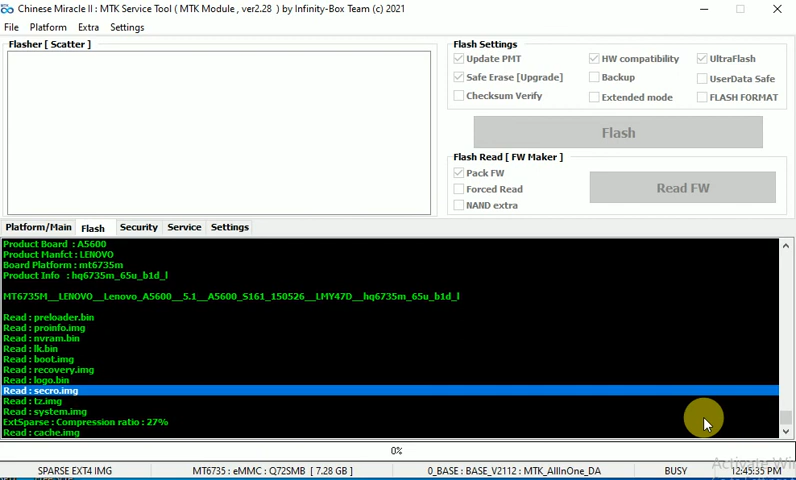 Chinese Miracle II : MTK Service Tool ( MTK Module , ver2.28 ) by Infinity-Box Team (c) 2021
File Platform Extra Settings
Flasher [ Scatter ]
Flash Settings
Update PMT HW compatibility UltraFlash
Safe Erase [Upgrade] Backup UserData Safe
Checksum Verify Extended mode FLASH FORMAT
Flash
Flash Read [ FW Maker ]
Pack FW
Forced Read
NAND extra
Read FW
Platform/Main Flash Security Service Settings
Product Board : A5600
Product Manfct : LENOVO
Board Platform : mt6735m
Product Info : hq6735m_65u_b1d_l
MT6735M__LENOVO__Lenovo_A5600__5.1__A5600_S161_150526__LMY47D__hq6735m_65u_b1d_l
Read : preloader.bin
Read : proinfo.img
Read : nvram.bin
Read : lk.bin
Read : boot.img
Read : recovery.img
Read : logo.bin
Read : secro.img
Read : tz.img
Read : system.img
ExtSparse : Compression ratio : 27%
Read : cache.img
0%
Activate Wi
SPARSE EXT4 IMG MT6735 : eMMC : Q72SMB [ 7.28 GB ] 0_BASE : BASE_V2112 : MTK_AllInOne_DA BUSY 12:45:35 PM